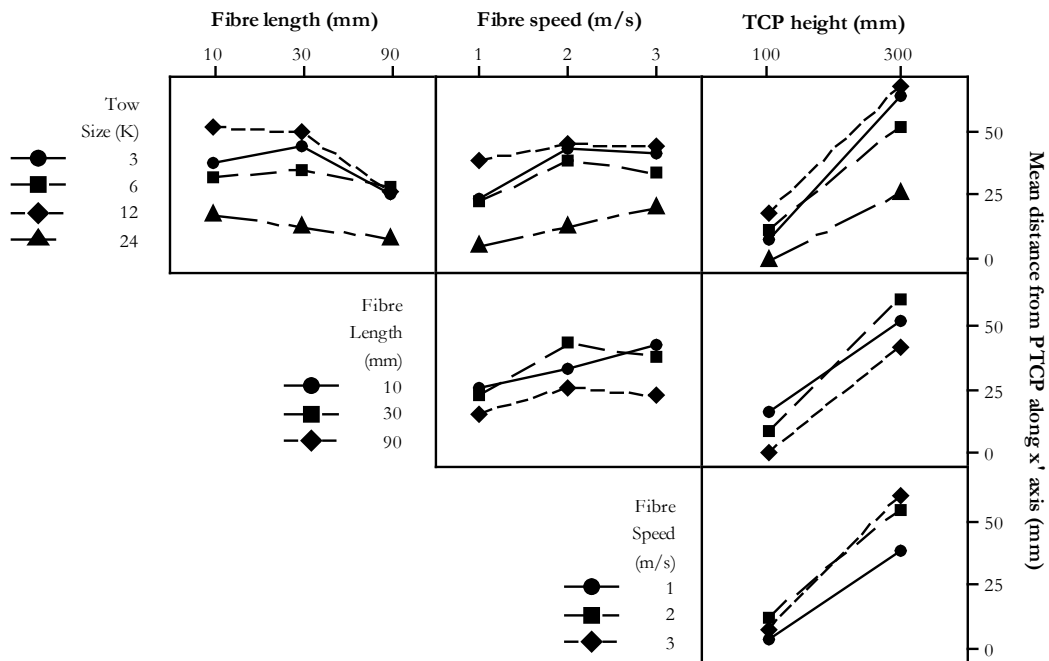 Fibre length (mm) Fibre speed (m/s) TCP height (mm)
10 30 90 1 2 3 100 300
Tow
Size (K)
3
6
12
24
50
25
0
Fibre
Length
(mm)
10
30
90
50
25
0
Fibre
Speed
(m/s)
1
2
3
50
25
0
Mean distance from PTCP along x' axis (mm)